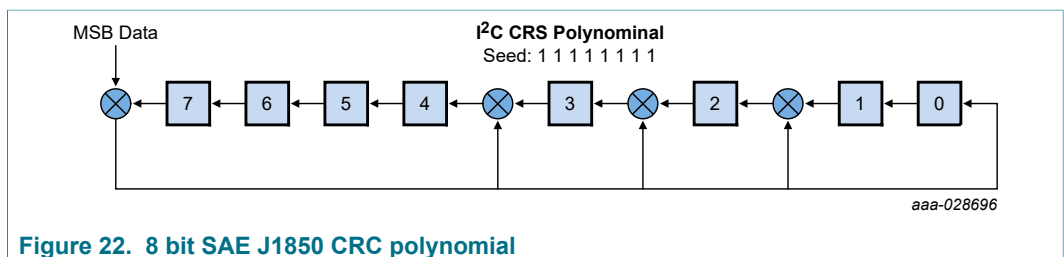 MSB Data
I²C CRS Polynominal
Seed: 1 1 1 1 1 1 1 1
7 6 5 4 3 2 1 0
aaa-028696
Figure 22. 8 bit SAE J1850 CRC polynomial